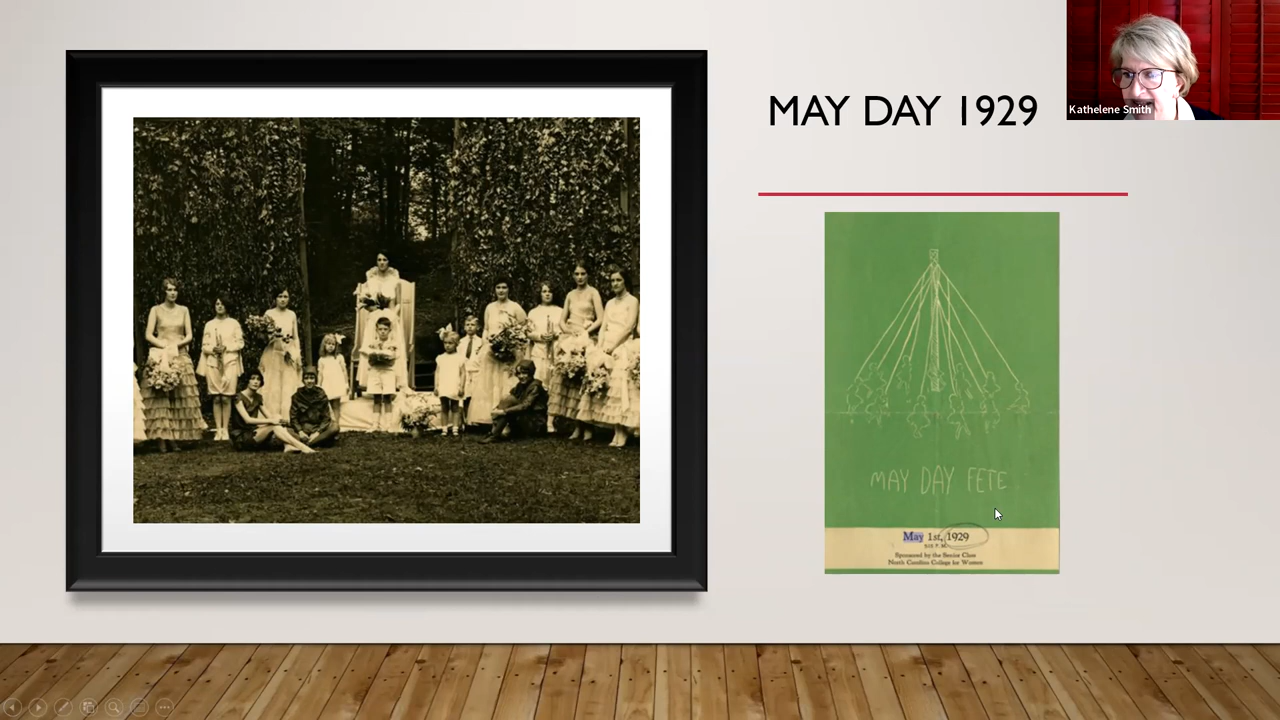 MAY DAY 1929
Kathelene Smith
MAY DAY FETE
May 1st, 1929
Sponsored by the Senior Class
North Carolina College for Women